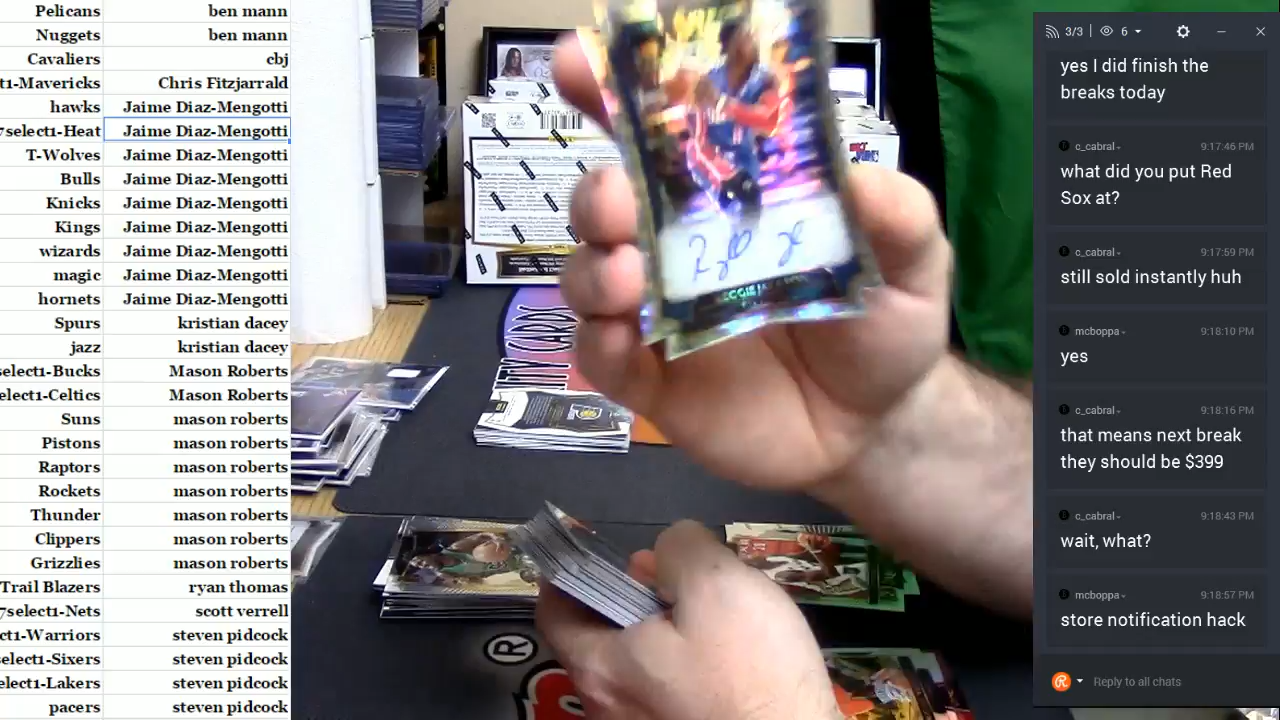 Pelicans ben mann
Nuggets ben mann
Cavaliers cbj
ct1-Mavericks Chris Fitzjarrald
hawks Jaime Diaz-Mengotti
7select1-Heat Jaime Diaz-Mengotti
T-Wolves Jaime Diaz-Mengotti
Bulls Jaime Diaz-Mengotti
Knicks Jaime Diaz-Mengotti
Kings Jaime Diaz-Mengotti
wizards Jaime Diaz-Mengotti
magic Jaime Diaz-Mengotti
hornets Jaime Diaz-Mengotti
Spurs kristian dacey
jazz kristian dacey
select1-Bucks Mason Roberts
elect1-Celtics Mason Roberts
Suns mason roberts
Pistons mason roberts
Raptors mason roberts
Rockets mason roberts
Thunder mason roberts
Clippers mason roberts
Grizzlies mason roberts
Trail Blazers ryan thomas
7select1-Nets scott verrell
ct1-Warriors steven pidcock
select1-Sixers steven pidcock
elect1-Lakers steven pidcock
pacers steven pidcock
ITY CARDS
®
3/3 6
yes I did finish the
breaks today
c_cabral 9:17:46 PM
what did you put Red
Sox at?
c_cabral 9:17:53 PM
still sold instantly huh
mcboppa 9:18:10 PM
yes
c_cabral 9:18:16 PM
that means next break
they should be $399
c_cabral 9:18:43 PM
wait, what?
mcboppa 9:18:57 PM
store notification hack
Reply to all chats